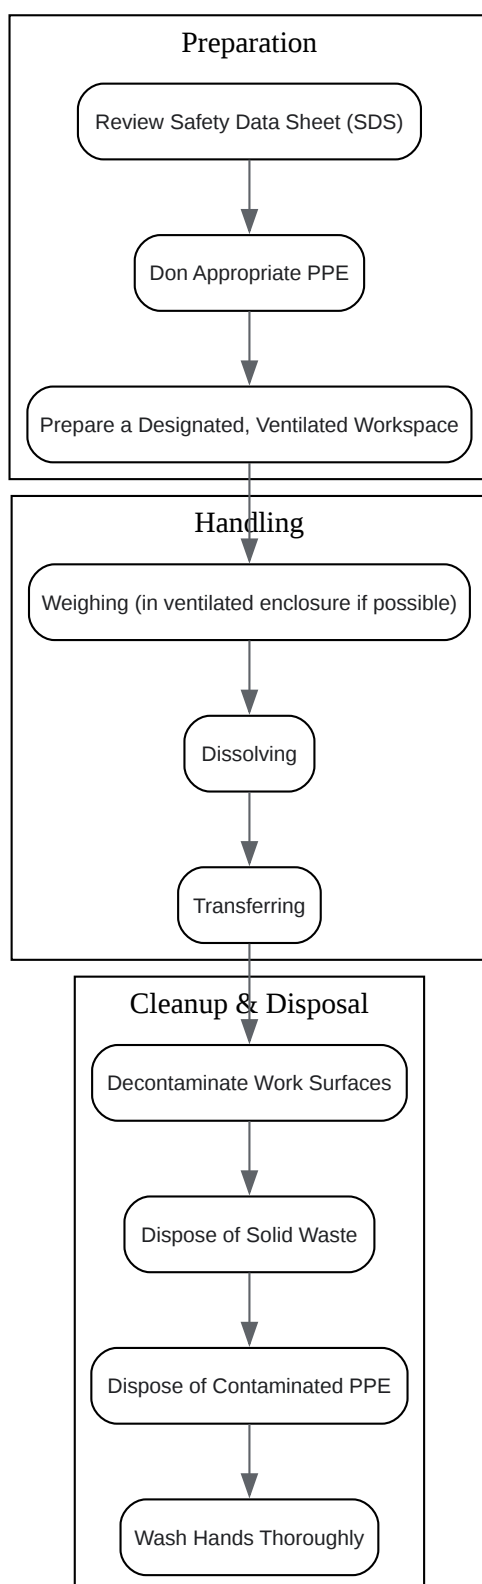 Preparation
Review Safety Data Sheet (SDS)
Don Appropriate PPE
Prepare a Designated, Ventilated Workspace
Handling
Weighing (in ventilated enclosure if possible)
Dissolving
Transferring
Cleanup & Disposal
Decontaminate Work Surfaces
Dispose of Solid Waste
Dispose of Contaminated PPE
Wash Hands Thoroughly